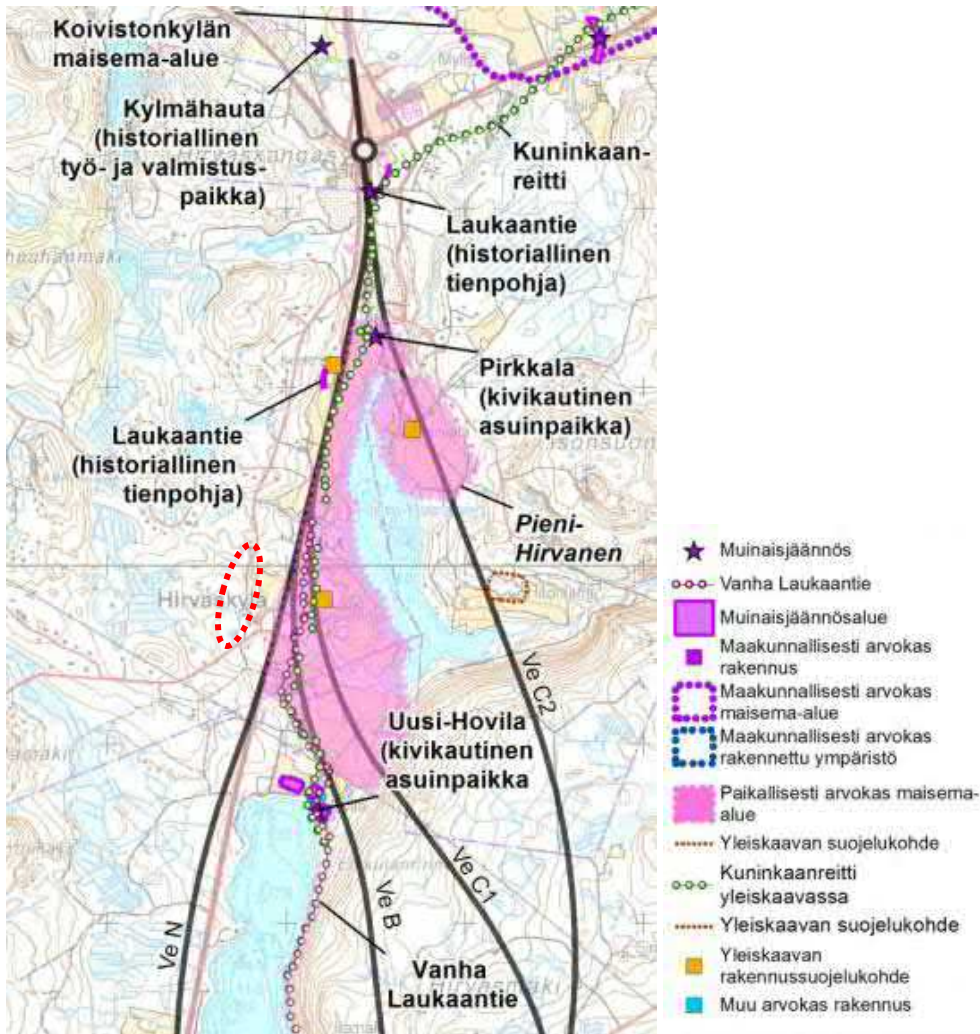 Koivistonkylän
maisema-alue
Kylmähauta
(historiallinen
työ- ja valmistus-
paikka)
Kuninkaan-
reitti
Laukaantie
(historiallinen
tienpohja)
Pirkkala
(kivikautinen
asuinpaikka)
Laukaantie
(historiallinen
tienpohja)
Pieni-
Hirvanen
Hirvaskylä
Ve C2
Uusi-Hovila
(kivikautinen
asuinpaikka
Ve C1
Ve B
Ve N
Vanha
Laukaantie
Hirvasmäki
Muinaisjäännös
Vanha Laukaantie
Muinaisjäännösalue
Maakunnallisesti arvokas
rakennus
Maakunnallisesti arvokas
maisema-alue
Maakunnallisesti arvokas
rakennettu ympäristö
Paikallisesti arvokas maisema-
alue
Yleiskaavan suojelukohde
Kuninkaanreitti
yleiskaavassa
Yleiskaavan suojelukohde
Yleiskaavan
rakennussuojelukohde
Muu arvokas rakennus